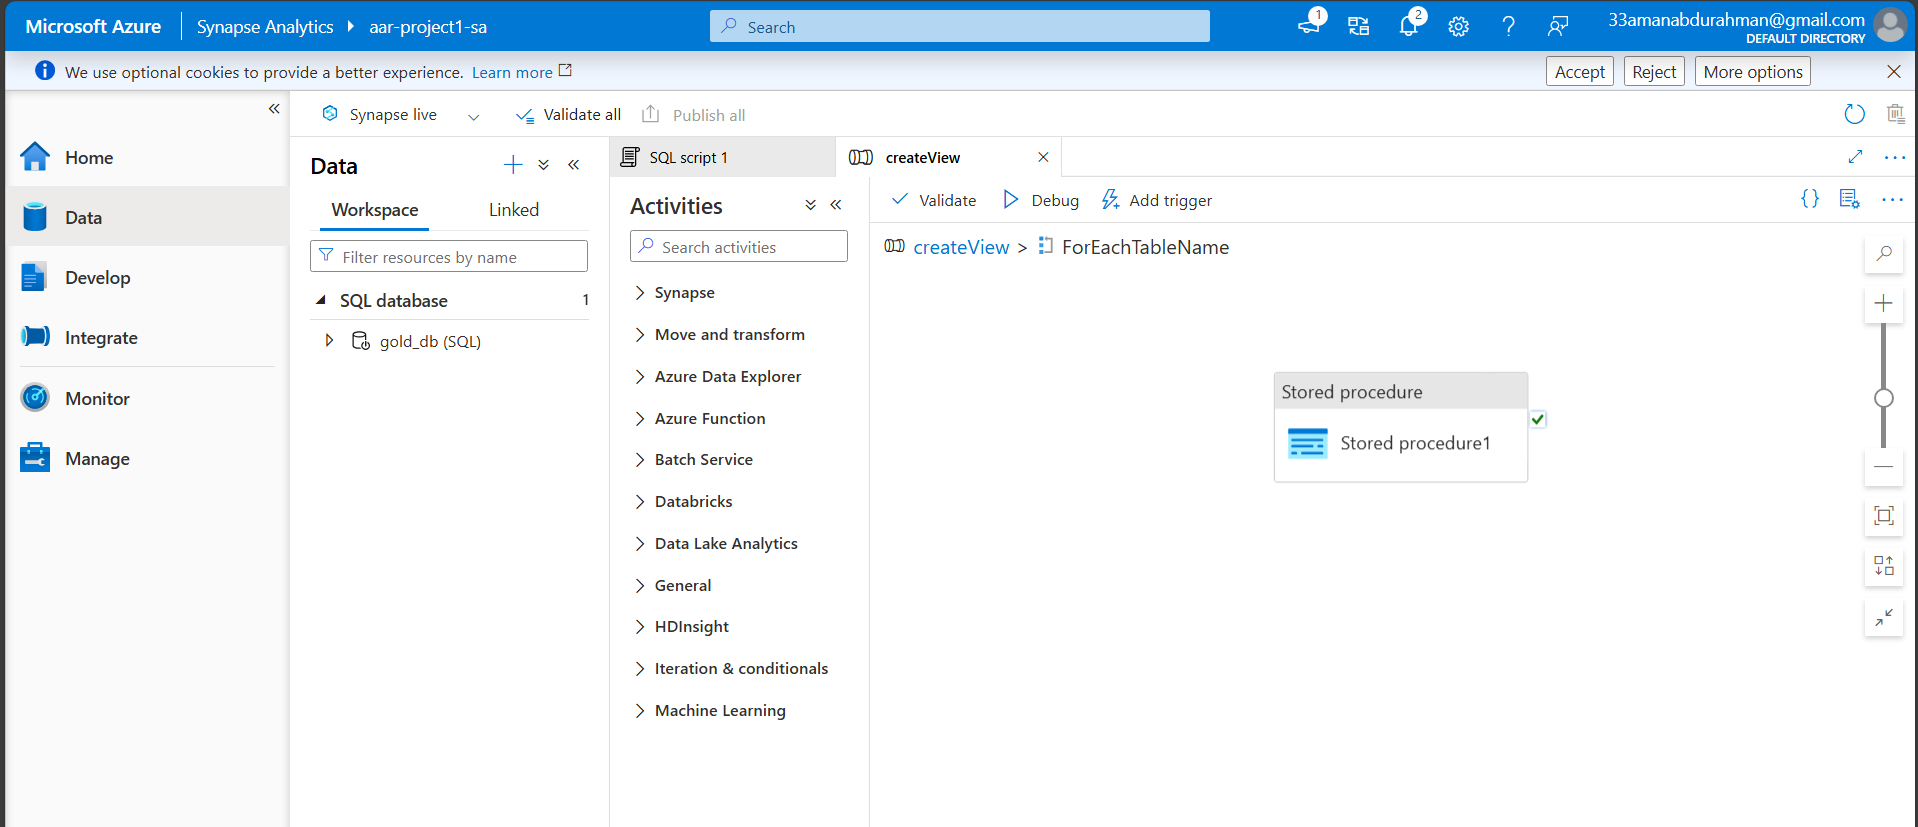 Microsoft Azure
Synapse Analytics
aar-project1-sa
Search
1
2
33amanabdurahman@gmail.com
DEFAULT DIRECTORY
We use optional cookies to provide a better experience. Learn more
Accept
Reject
More options
Synapse live
Validate all
Publish all
Home
Data
Develop
Integrate
Monitor
Manage
Data
Workspace
Linked
Filter resources by name
SQL database
1
gold_db (SQL)
SQL script 1
createView
Activities
Search activities
Synapse
Move and transform
Azure Data Explorer
Azure Function
Batch Service
Databricks
Data Lake Analytics
General
HDInsight
Iteration & conditionals
Machine Learning
Validate
Debug
Add trigger
{}
createView > ForEachTableName
Stored procedure
Stored procedure1